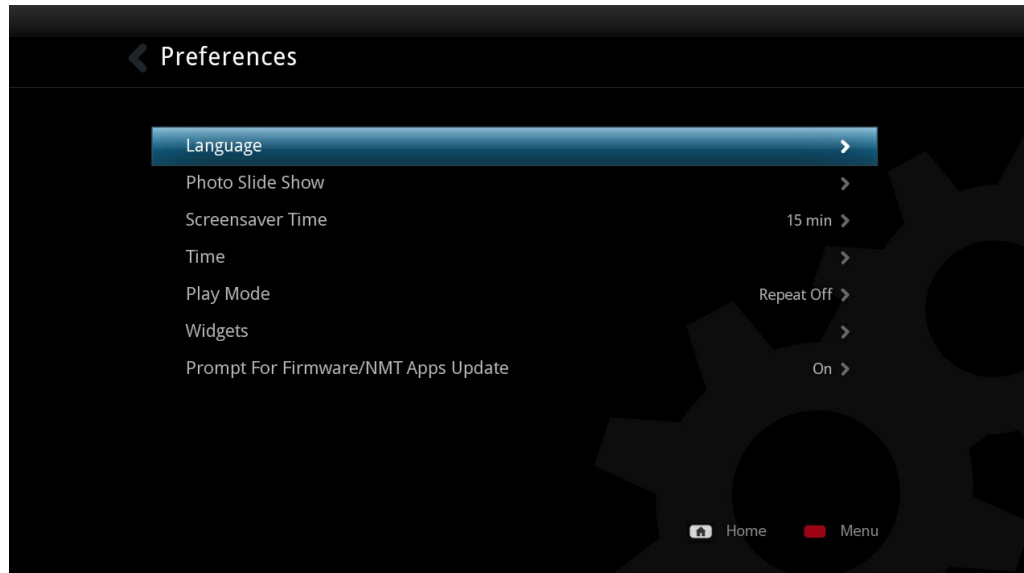 Preferences
Language
Photo Slide Show
Screensaver Time 15 min
Time
Play Mode Repeat Off
Widgets
Prompt For Firmware/NMT Apps Update On
Home Menu